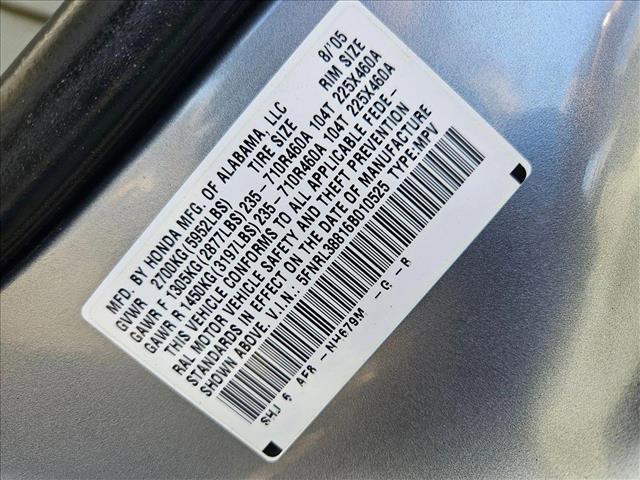 MFD. BY HONDA MFG. OF ALABAMA, LLC 8/'05
GVWR 2700KG(5952LBS) TIRE SIZE RIM SIZE
GAWR F 1305KG(2877LBS)235-710R460A 104T 225X460A
GAWR R 1450KG(3197LBS)235-710R460A 104T 225X460A
THIS VEHICLE CONFORMS TO ALL APPLICABLE FEDE-
RAL MOTOR VEHICLE SAFETY AND THEFT PREVENTION
STANDARDS IN EFFECT ON THE DATE OF MANUFACTURE
SHOWN ABOVE. V.I.N.: 5FNRL38816B010525 TYPE:MPV
SHJ 6 AE8 -NH679M -G -R